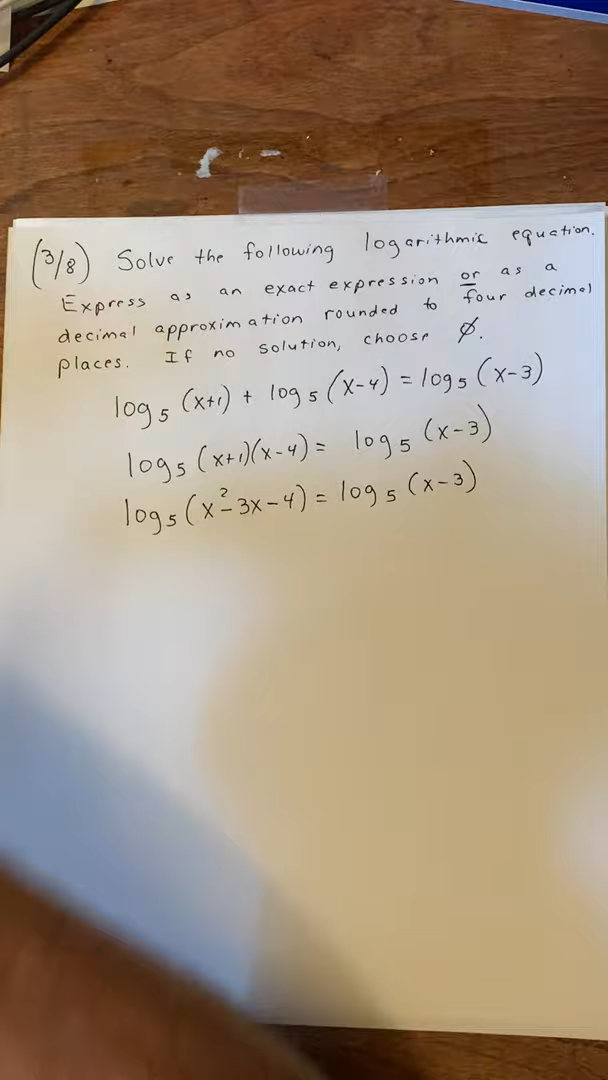 (3/8) Solve the following logarithmic equation.
Express as an exact expression or as a
decimal approximation rounded to four decimal
places. If no solution, choose ∅.
log₅(x+1) + log₅(x-4) = log₅(x-3)
log₅(x+1)(x-4) = log₅(x-3)
log₅(x²-3x-4) = log₅(x-3)